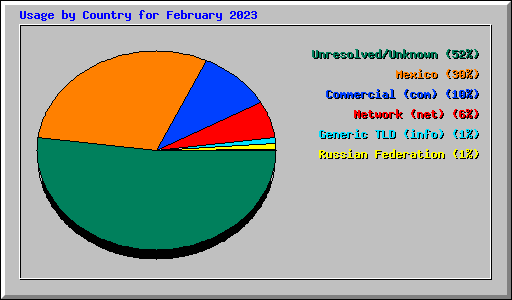 Usage by Country for February 2023
Unresolved/Unknown (52%)
Mexico (30%)
Commercial (com) (10%)
Network (net) (6%)
Generic TLD (info) (1%)
Russian Federation (1%)